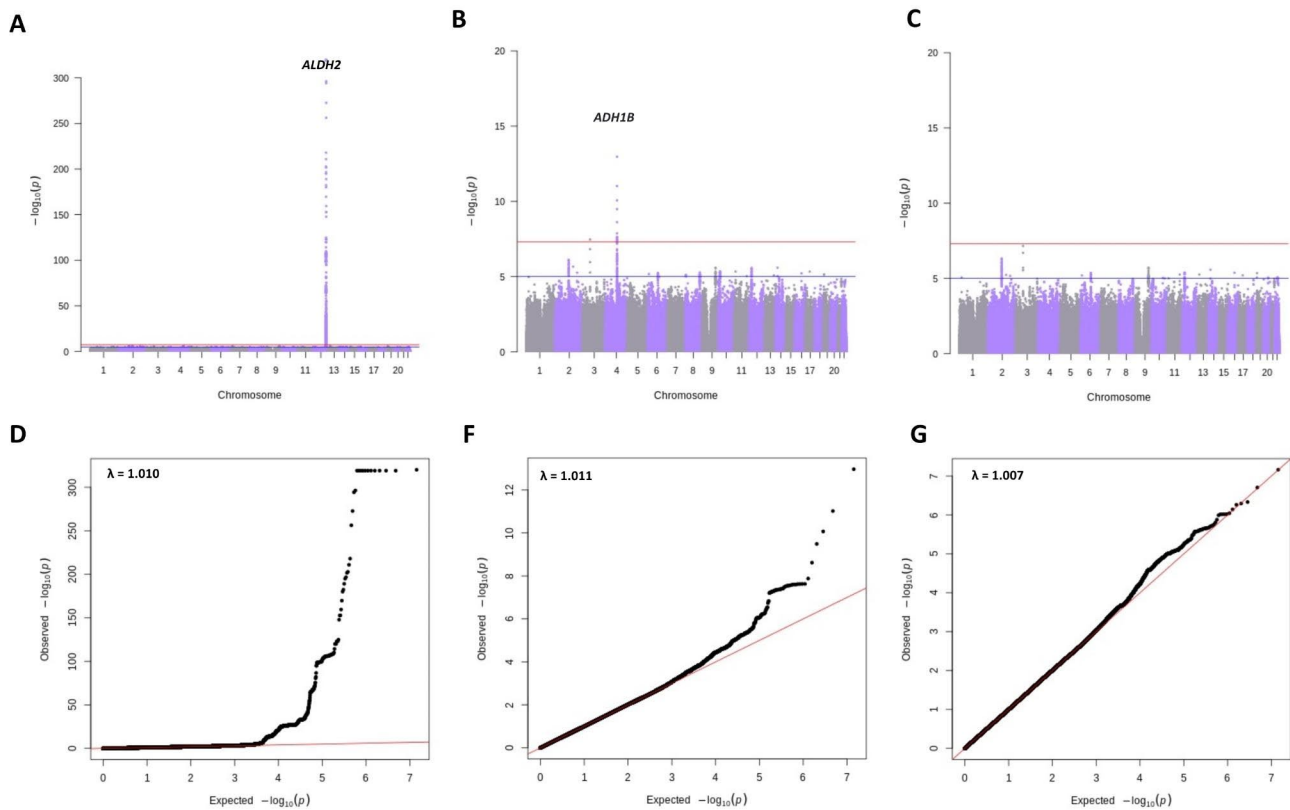 A
B
C
ALDH2
300
250
200
150
100
50
0
− log₁₀(p)
1 2 3 4 5 6 7 8 9 11 13 15 17 20
Chromosome
20
15
10
5
0
ADH1B
− log₁₀(p)
1 2 3 4 5 6 7 8 9 11 13 15 17 20
Chromosome
20
15
10
5
0
− log₁₀(p)
1 2 3 4 5 6 7 8 9 11 13 15 17 20
Chromosome
D
F
G
λ = 1.010
300
250
200
150
100
50
0
Observed − log₁₀(p)
0 1 2 3 4 5 6 7
Expected − log₁₀(p)
λ = 1.011
12
10
8
6
4
2
0
Observed − log₁₀(p)
0 1 2 3 4 5 6 7
Expected − log₁₀(p)
λ = 1.007
7
6
5
4
3
2
1
0
Observed − log₁₀(p)
0 1 2 3 4 5 6 7
Expected − log₁₀(p)